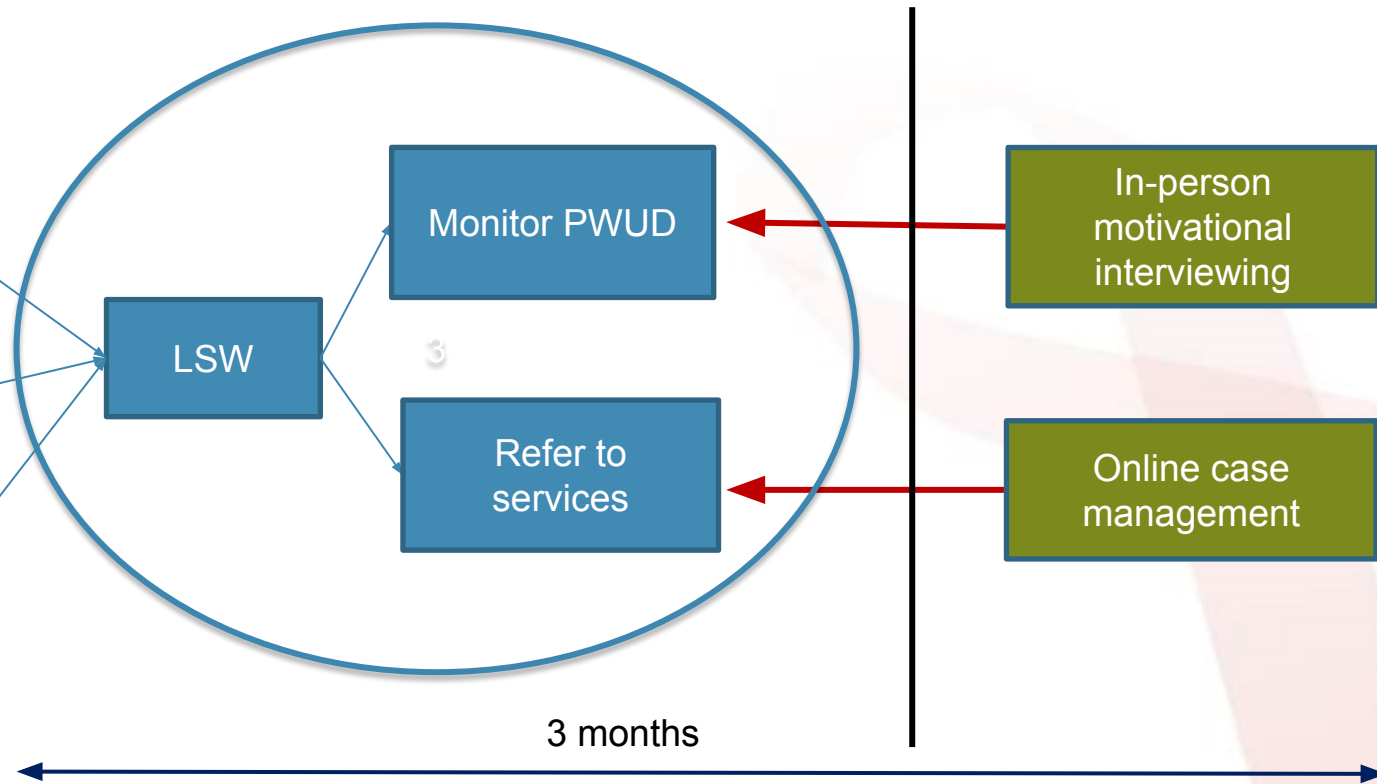 Monitor PWUD
In-person
motivational
interviewing
LSW
3
Refer to
services
Online case
management
3 months